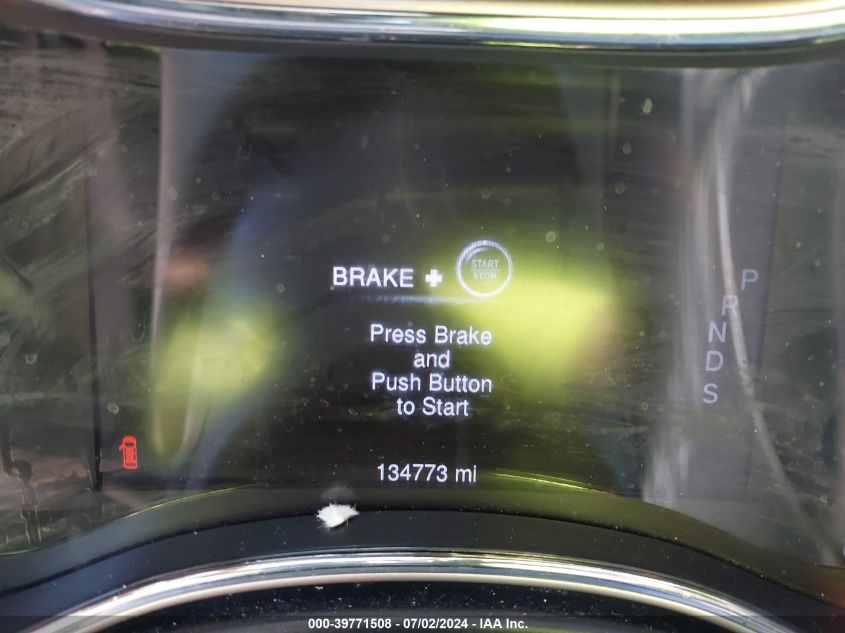 BRAKE +
START
STOP
Press Brake
and
Push Button
to Start
P
R
N
D
S
134773 mi
000-39771508 - 07/02/2024 - IAA Inc.